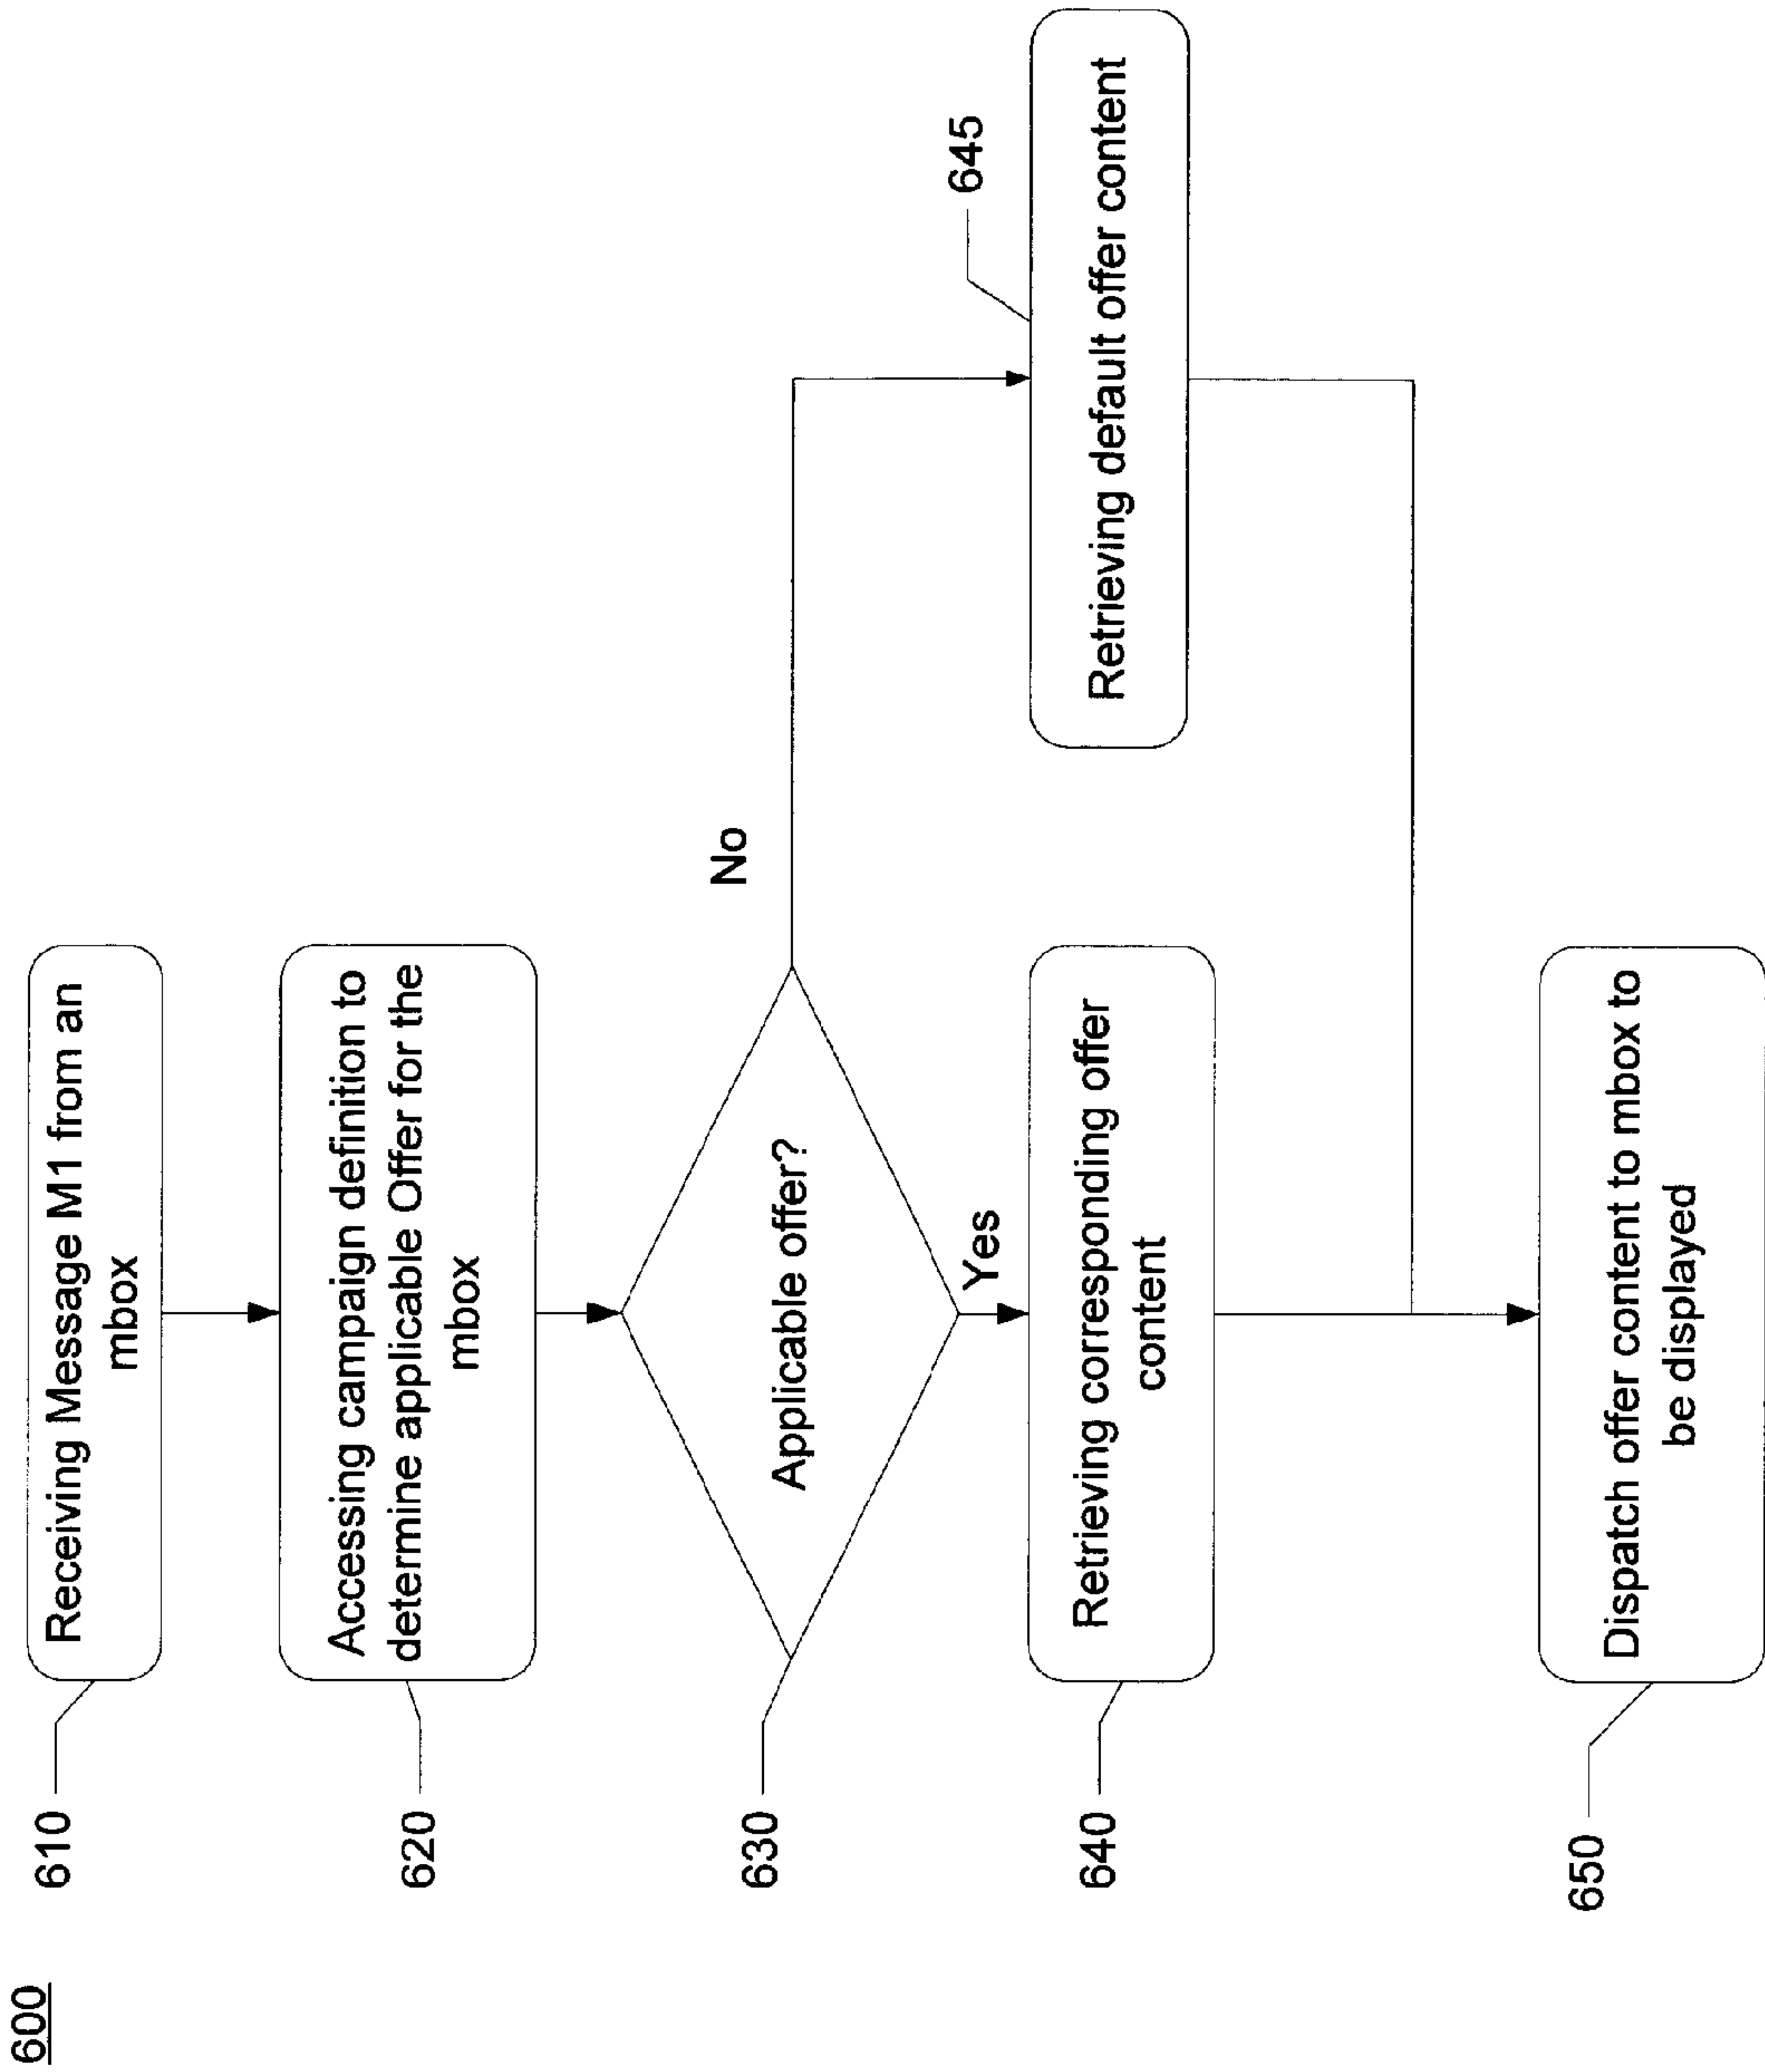 600
610
Receiving Message M1 from an
mbox
620
Accessing campaign definition to
determine applicable Offer for the
mbox
630
Applicable offer?
No
Yes
640
Retrieving corresponding offer
content
645
Retrieving default offer content
650
Dispatch offer content to mbox to
be displayed